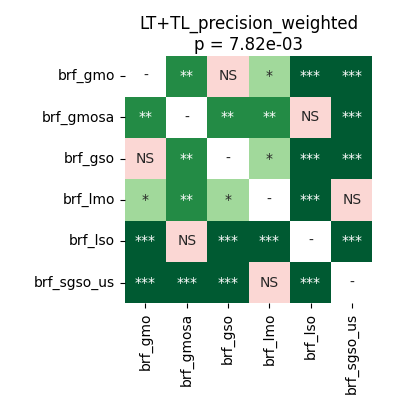 LT+TL_precision_weighted
p = 7.82e-03
brf_gmo - ** NS * *** ***
brf_gmosa ** - ** ** NS ***
brf_gso NS ** - * *** ***
brf_lmo * ** * - *** NS
brf_lso *** NS *** *** - ***
brf_sgso_us *** *** *** NS *** -
brf_gmo brf_gmosa brf_gso brf_lmo brf_lso brf_sgso_us